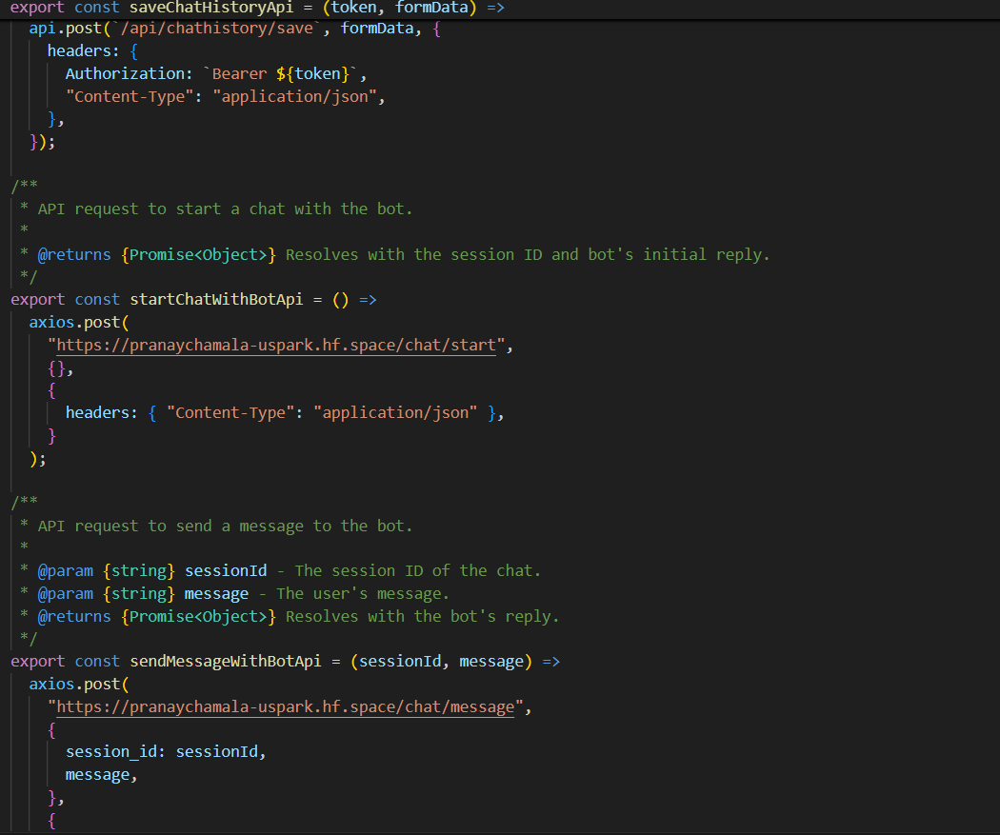 export const saveChatHistoryApi = (token, formData) =>
  api.post(`/api/chathistory/save`, formData, {
    headers: {
      Authorization: `Bearer ${token}`,
      "Content-Type": "application/json",
    },
  });

/**
 * API request to start a chat with the bot.
 *
 * @returns {Promise<Object>} Resolves with the session ID and bot's initial reply.
 */
export const startChatWithBotApi = () =>
  axios.post(
    "https://pranaychamala-uspark.hf.space/chat/start",
    {},
    {
      headers: { "Content-Type": "application/json" },
    }
  );

/**
 * API request to send a message to the bot.
 *
 * @param {string} sessionId - The session ID of the chat.
 * @param {string} message - The user's message.
 * @returns {Promise<Object>} Resolves with the bot's reply.
 */
export const sendMessageWithBotApi = (sessionId, message) =>
  axios.post(
    "https://pranaychamala-uspark.hf.space/chat/message",
    {
      session_id: sessionId,
      message,
    },
    {